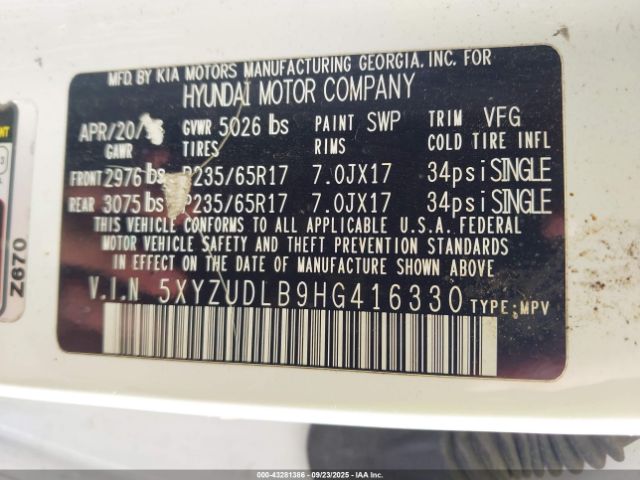 MFD. BY KIA MOTORS MANUFACTURING GEORGIA, INC. FOR
HYUNDAI MOTOR COMPANY
APR/20/ GVWR 5026 lbs PAINT SWP TRIM VFG
GAWR TIRES RIMS COLD TIRE INFL
FRONT 2976 lbs P235/65R17 7.0JX17 34psi SINGLE
REAR 3075 lbs P235/65R17 7.0JX17 34psi SINGLE
THIS VEHICLE CONFORMS TO ALL APPLICABLE U.S.A. FEDERAL
MOTOR VEHICLE SAFETY AND THEFT PREVENTION STANDARDS
IN EFFECT ON THE DATE OF MANUFACTURE SHOWN ABOVE.
V.I.N 5XYZUDLB9HG416330 TYPE: MPV
Z670
000-43281386 - 09/23/2025 - IAA Inc.